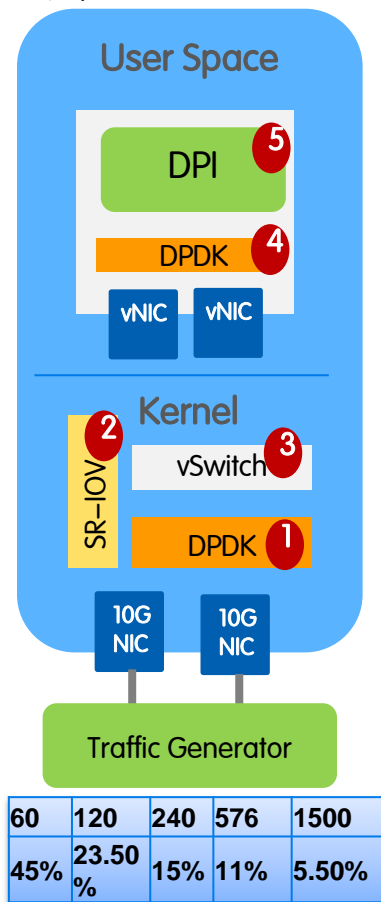 User Space
5
DPI
4
DPDK
vNIC vNIC
Kernel
2
3
SR-IOV
vSwitch
1
DPDK
10G
NIC
10G
NIC
Traffic Generator
60 120 240 576 1500
45% 23.50
% 15% 11% 5.50%